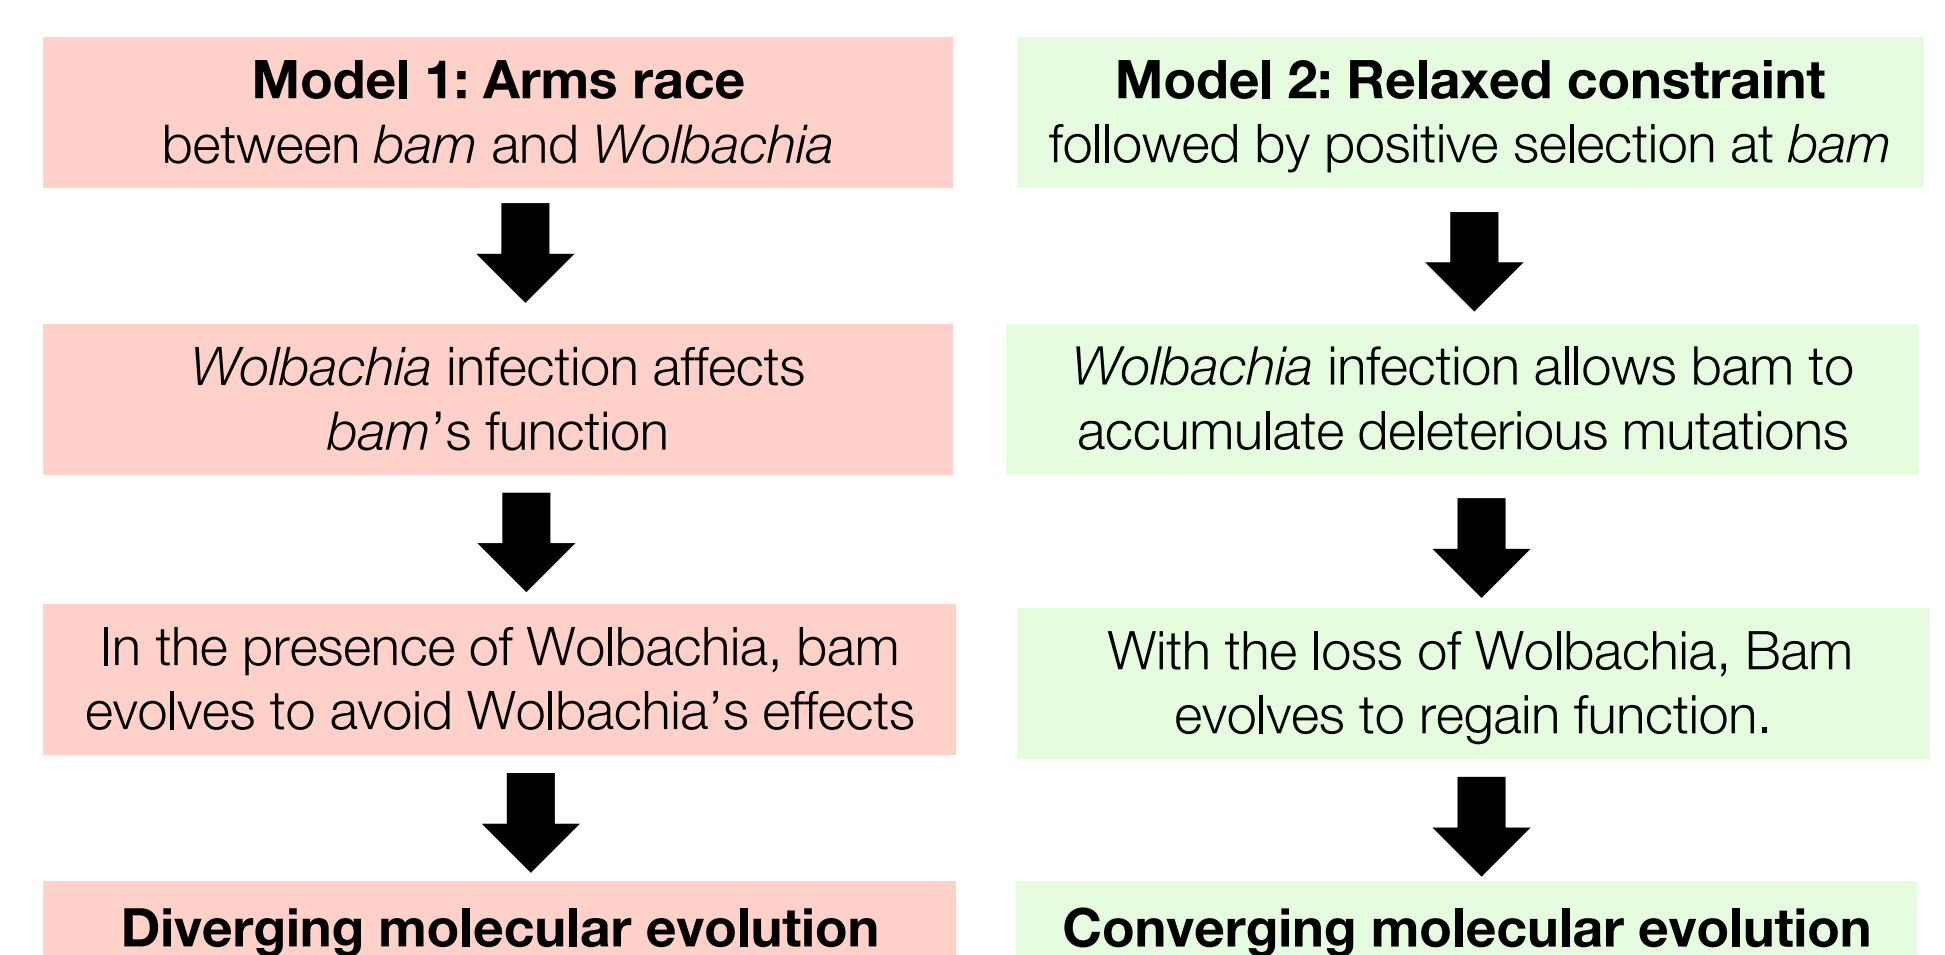 Model 1: Arms race
between bam and Wolbachia
Wolbachia infection affects
bam's function
In the presence of Wolbachia, bam
evolves to avoid Wolbachia's effects
Diverging molecular evolution
Model 2: Relaxed constraint
followed by positive selection at bam
Wolbachia infection allows bam to
accumulate deleterious mutations
With the loss of Wolbachia, Bam
evolves to regain function.
Converging molecular evolution